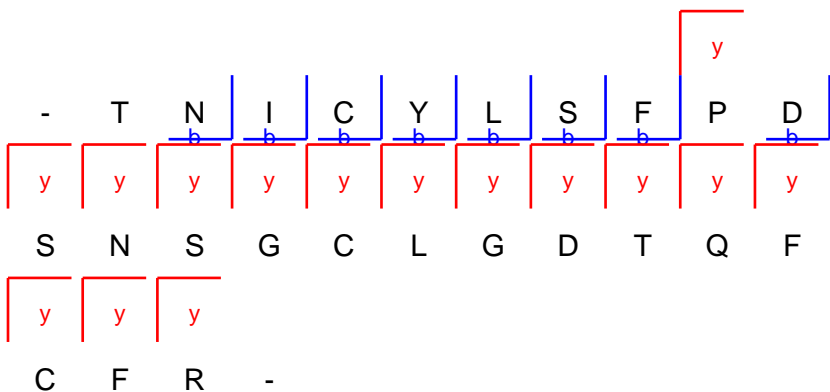 y
- T N I C Y L S F P D
b b b b b b b b
y y y y y y y y y y y
S N S G C L G D T Q F
y y y
C F R -